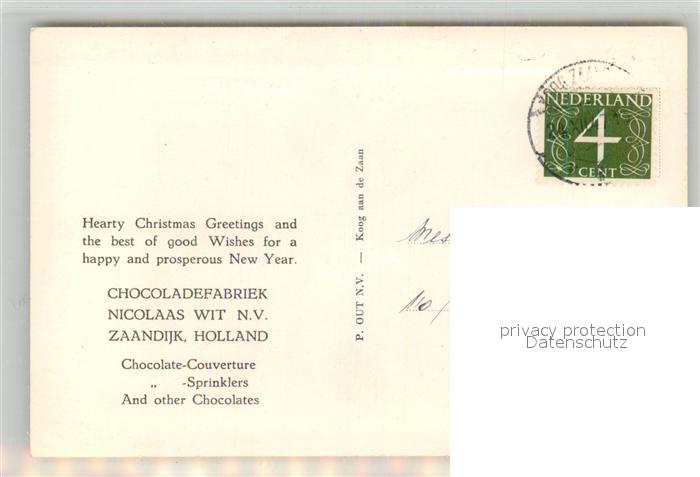 Hearty Christmas Greetings and
the best of good Wishes for a
happy and prosperous New Year.
CHOCOLADEFABRIEK
NICOLAAS WIT N.V.
ZAANDIJK, HOLLAND
Chocolate-Couverture
„ -Sprinklers
And other Chocolates
P. OUT N.V. — Koog aan de Zaan
NEDERLAND
4
CENT
privacy protection
Datenschutz